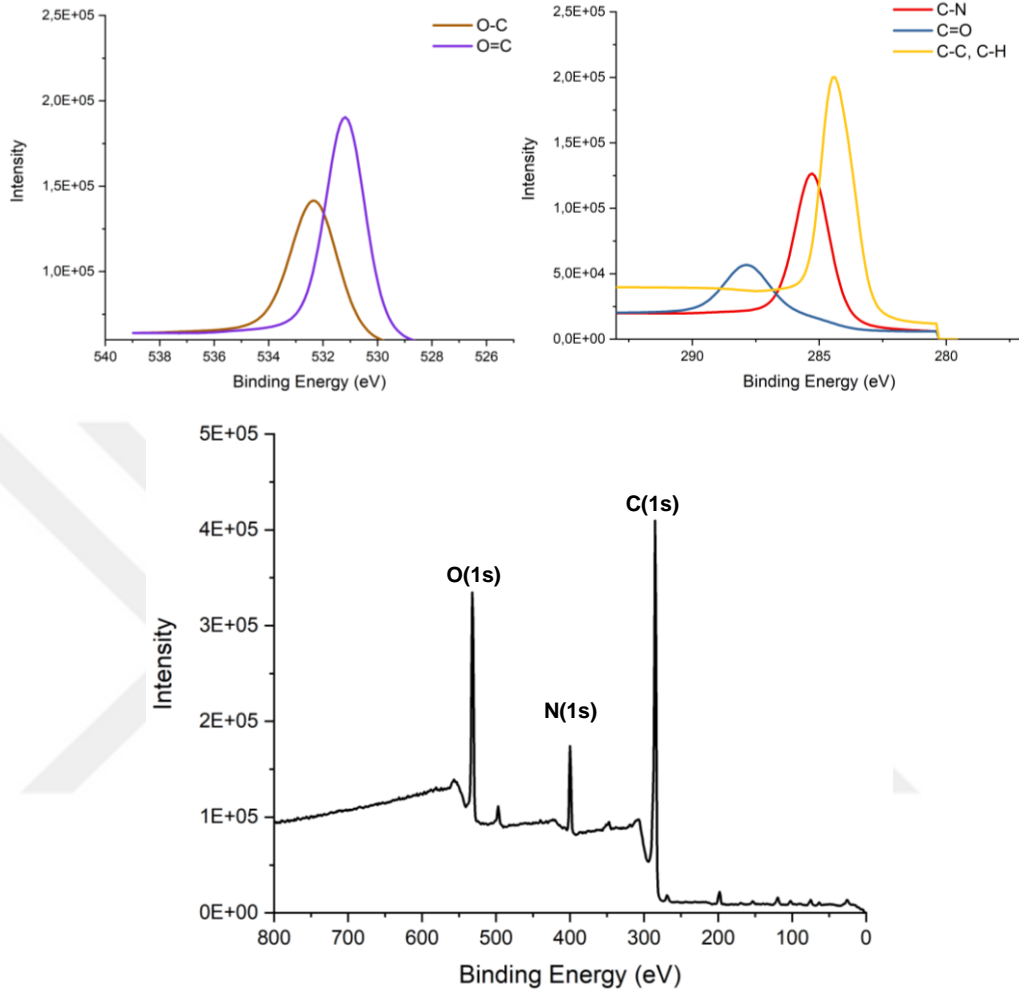 2,5E+05
2,0E+05
1,5E+05
1,0E+05
Intensity
O-C
O=C
540 538 536 534 532 530 528 526
Binding Energy (eV)
2,5E+05
2,0E+05
1,5E+05
1,0E+05
5,0E+04
0,0E+00
Intensity
C-N
C=O
C-C, C-H
290 285 280
Binding Energy (eV)
5E+05
4E+05
3E+05
2E+05
1E+05
0E+00
Intensity
O(1s)
N(1s)
C(1s)
800 700 600 500 400 300 200 100 0
Binding Energy (eV)